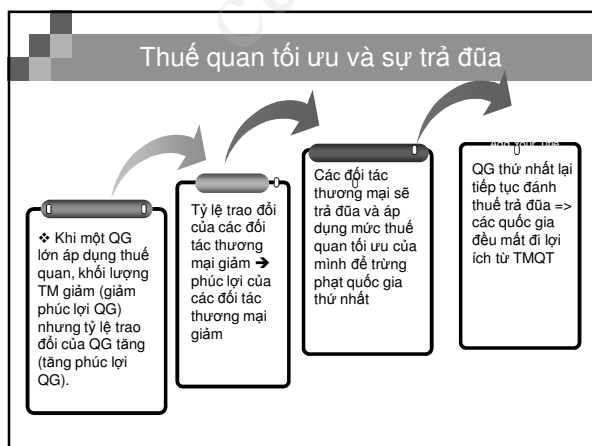 Thuế quan tối ưu và sự trả đũa
❖ Khi một QG
lớn áp dụng thuế
quan, khối lượng
TM giảm (giảm
phúc lợi QG)
nhưng tỷ lệ trao
đổi của QG tăng
(tăng phúc lợi
QG).
Tỷ lệ trao đổi
của các đối
tác thương
mại giảm ➔
phúc lợi của
các đối tác
thương mại
giảm
Các đối tác
thương mại sẽ
trả đũa và áp
dụng mức thuế
quan tối ưu của
mình để trừng
phạt quốc gia
thứ nhất
Add Your Title
QG thứ nhất lại
tiếp tục đánh
thuế trả đũa =>
các quốc gia
đều mất đi lợi
ích từ TMQT